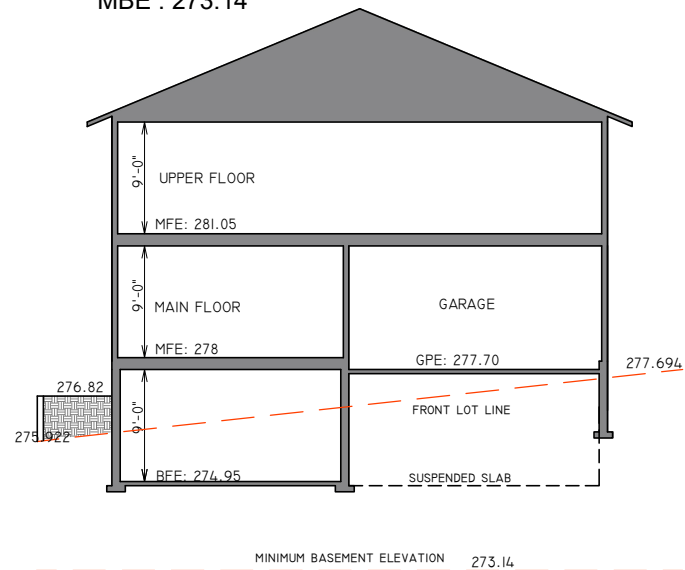 MBE : 273.14
9'-0"
UPPER FLOOR
MFE: 281.05
9'-0"
MAIN FLOOR
GARAGE
MFE: 278
GPE: 277.70
277.694
276.82
9'-0"
FRONT LOT LINE
275.922
BFE: 274.95
SUSPENDED SLAB
MINIMUM BASEMENT ELEVATION 273.14